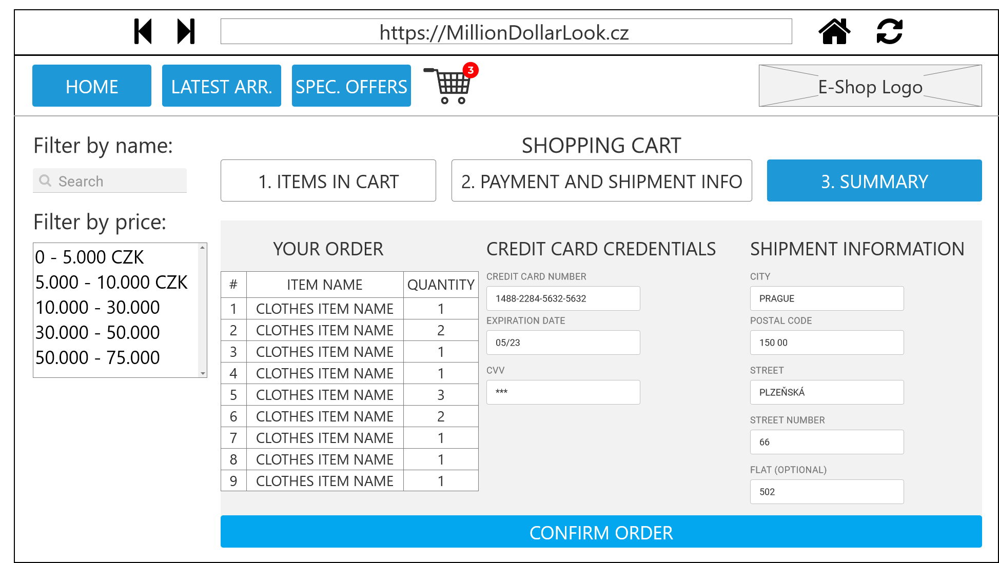 https://MillionDollarLook.cz
HOME
LATEST ARR.
SPEC. OFFERS
3
E-Shop Logo
Filter by name:
Search
Filter by price:
0 - 5.000 CZK
5.000 - 10.000 CZK
10.000 - 30.000
30.000 - 50.000
50.000 - 75.000
SHOPPING CART
1. ITEMS IN CART
2. PAYMENT AND SHIPMENT INFO
3. SUMMARY
YOUR ORDER
# ITEM NAME QUANTITY
1 CLOTHES ITEM NAME 1
2 CLOTHES ITEM NAME 2
3 CLOTHES ITEM NAME 1
4 CLOTHES ITEM NAME 1
5 CLOTHES ITEM NAME 3
6 CLOTHES ITEM NAME 2
7 CLOTHES ITEM NAME 1
8 CLOTHES ITEM NAME 1
9 CLOTHES ITEM NAME 1
CREDIT CARD CREDENTIALS
CREDIT CARD NUMBER
1488-2284-5632-5632
EXPIRATION DATE
05/23
CVV
***
SHIPMENT INFORMATION
CITY
PRAGUE
POSTAL CODE
150 00
STREET
PLZEŇSKÁ
STREET NUMBER
66
FLAT (OPTIONAL)
502
CONFIRM ORDER